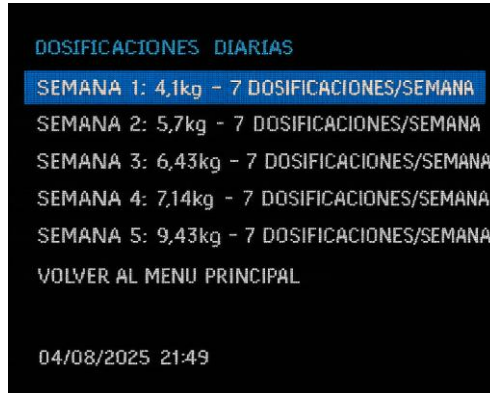 DOSIFICACIONES DIARIAS
SEMANA 1: 4,1kg - 7 DOSIFICACIONES/SEMANA
SEMANA 2: 5,7kg - 7 DOSIFICACIONES/SEMANA
SEMANA 3: 6,43kg - 7 DOSIFICACIONES/SEMANA
SEMANA 4: 7,14kg - 7 DOSIFICACIONES/SEMANA
SEMANA 5: 9,43kg - 7 DOSIFICACIONES/SEMANA
VOLVER AL MENU PRINCIPAL
04/08/2025 21:49